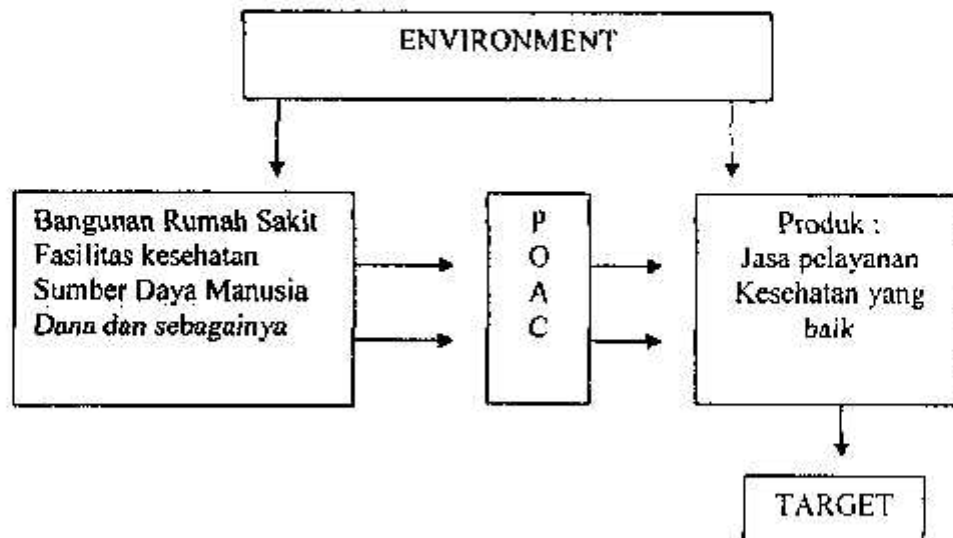 ENVIRONMENT
Bangunan Rumah Sakit
Fasilitas kesehatan
Sumber Daya Manusia
Dana dan sebagainya
P
O
A
C
Produk :
Jasa pelayanan
Kesehatan yang
baik
TARGET